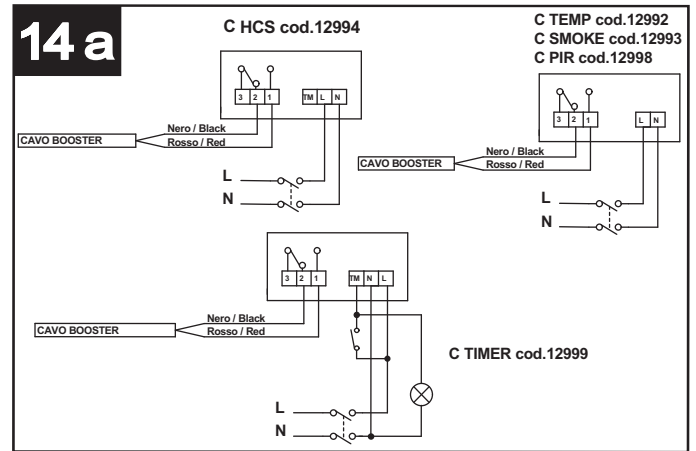 14 a
C HCS cod.12994
3 2 1 TM L N
CAVO BOOSTER
Nero / Black
Rosso / Red
L
N
C TEMP cod.12992
C SMOKE cod.12993
C PIR cod.12998
3 2 1 L N
CAVO BOOSTER
Nero / Black
Rosso / Red
L
N
3 2 1 TM N L
CAVO BOOSTER
Nero / Black
Rosso / Red
C TIMER cod.12999
L
N